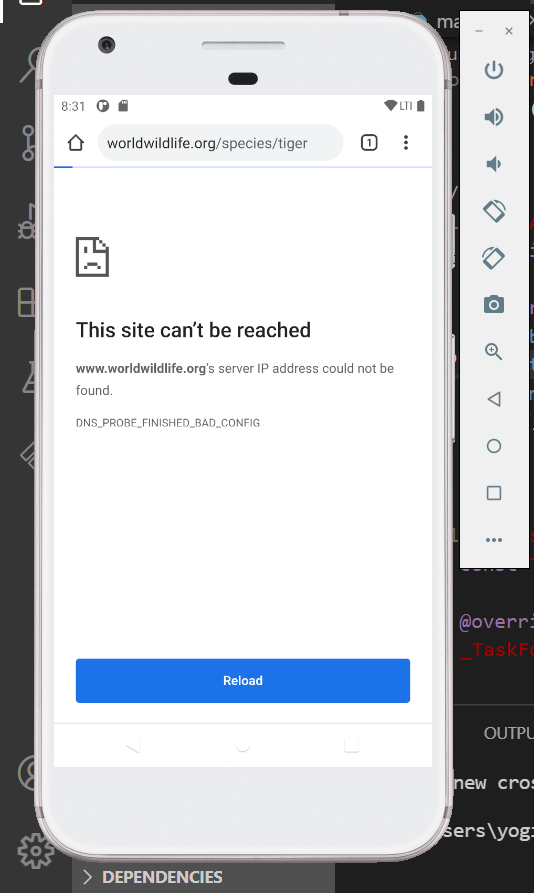 ma
8:31
LTE
worldwildlife.org/species/tiger
1
This site can’t be reached
www.worldwildlife.org's server IP address could not be
found.
DNS_PROBE_FINISHED_BAD_CONFIG
@overri
_TaskFo
Reload
OUTPU
new cros
sers\yogi
DEPENDENCIES